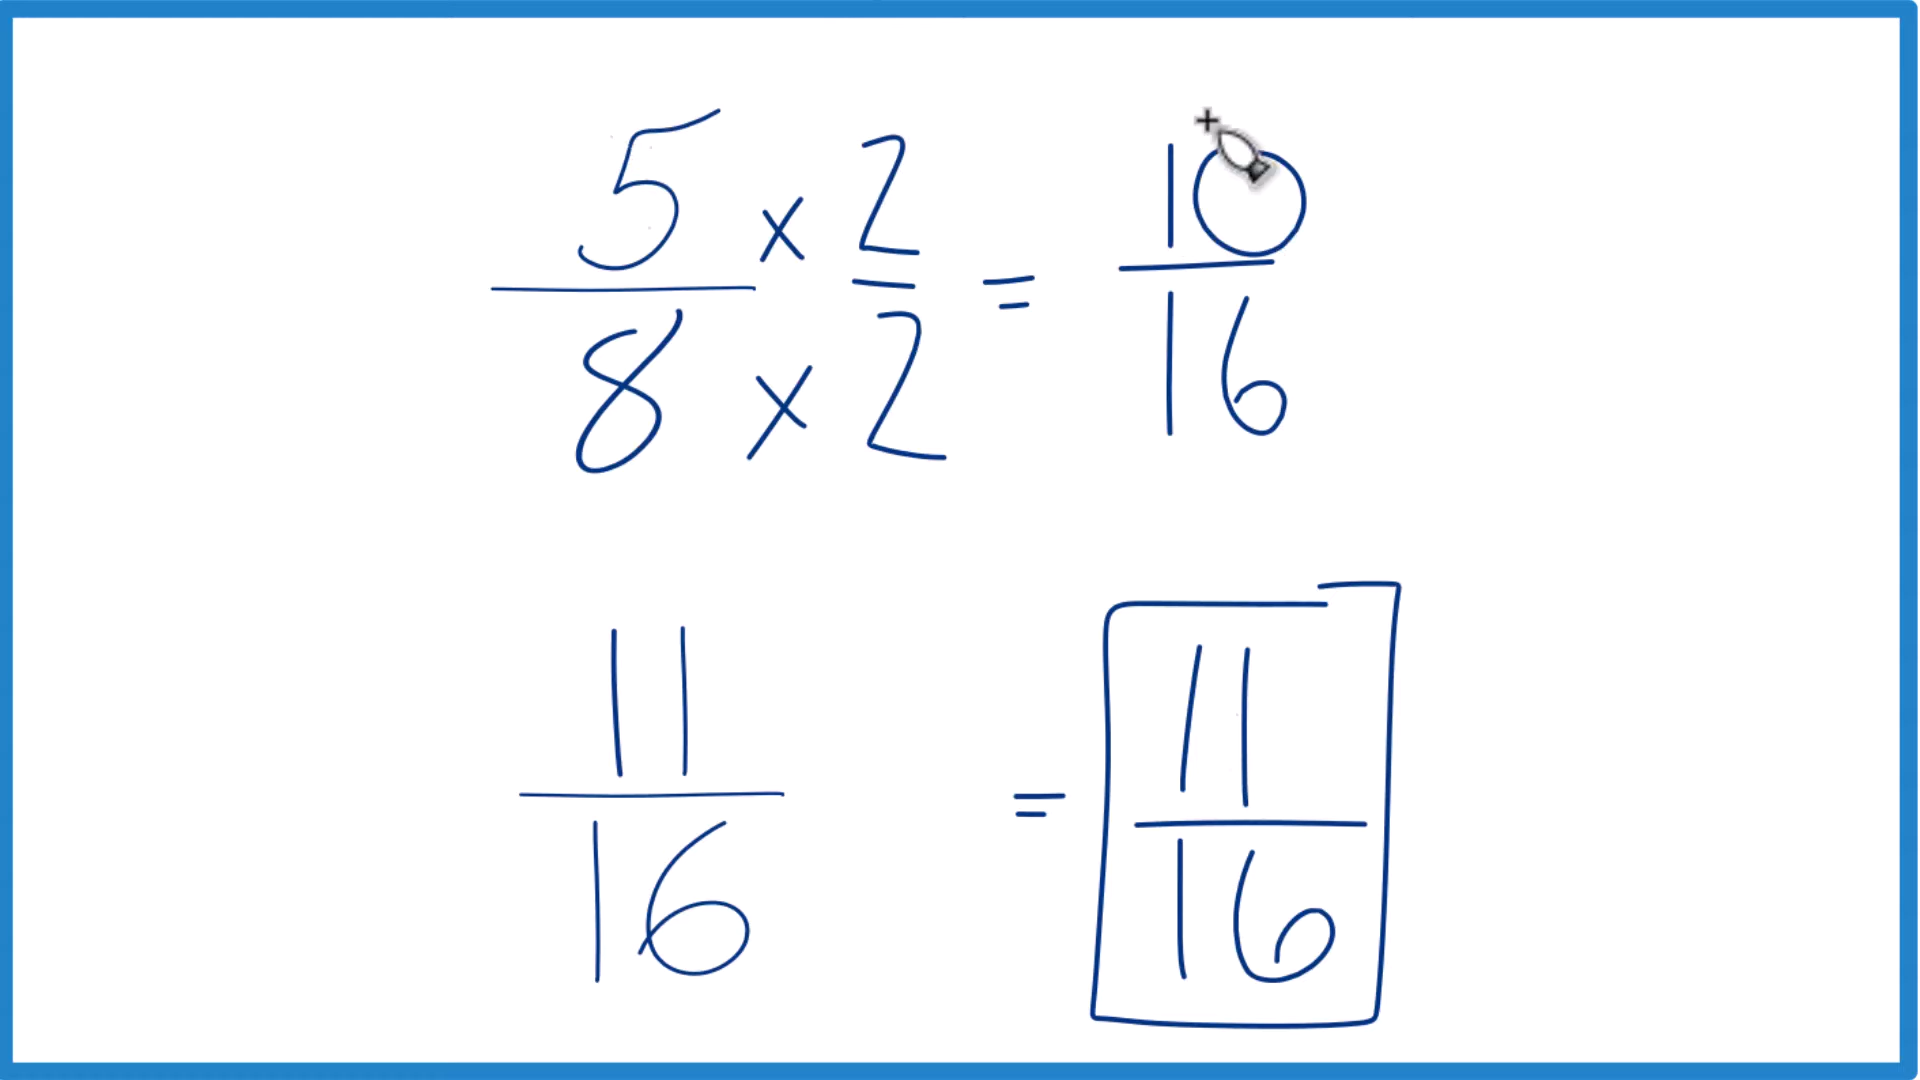 5/8 × 2/2 = 10/16
×
11/16 = 11/16